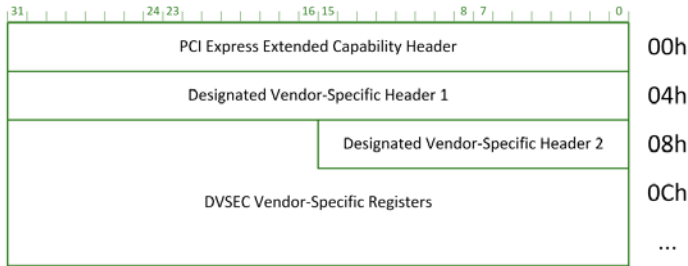 31 24 23 16 15 8 7 0
PCI Express Extended Capability Header 00h
Designated Vendor-Specific Header 1 04h
Designated Vendor-Specific Header 2 08h
DVSEC Vendor-Specific Registers 0Ch
...